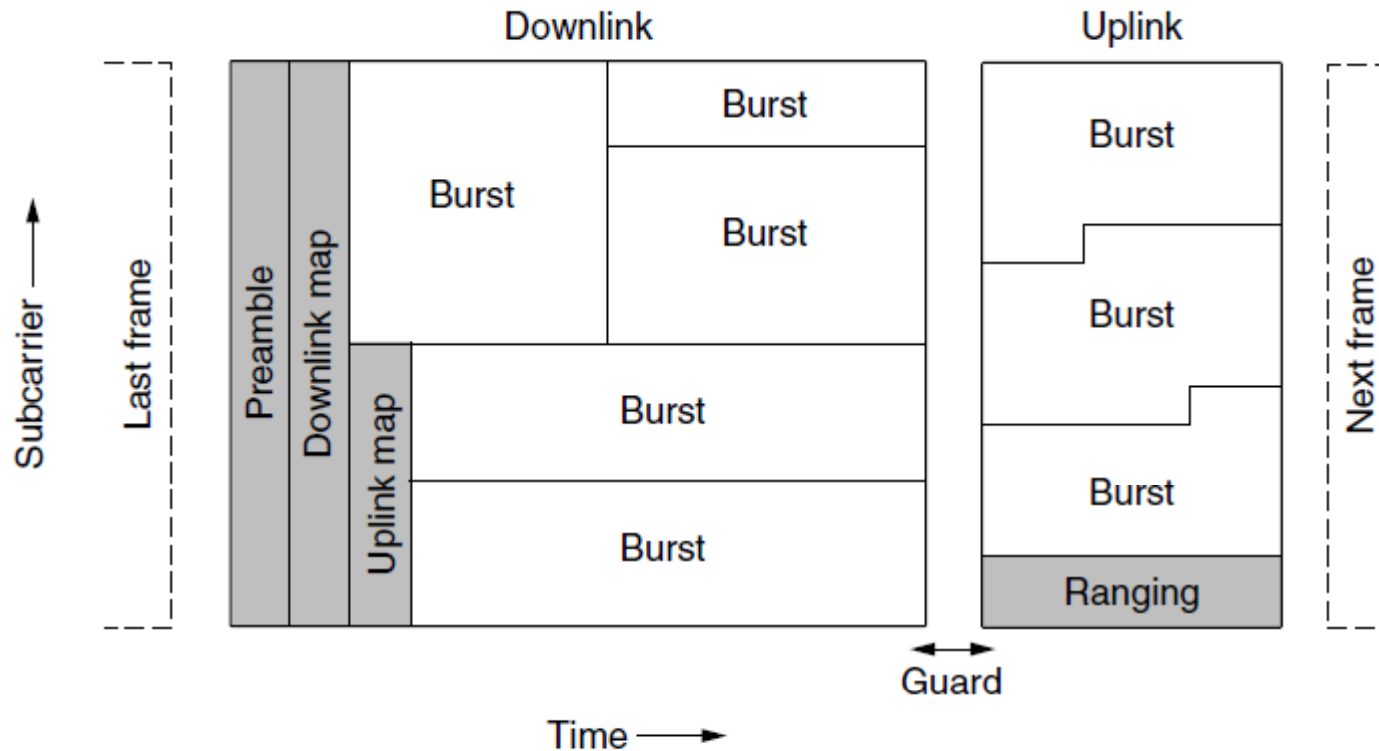 Downlink
Uplink
Subcarrier
Last frame
Preamble
Downlink map
Uplink map
Burst
Burst
Burst
Burst
Burst
Burst
Burst
Burst
Ranging
Next frame
Guard
Time